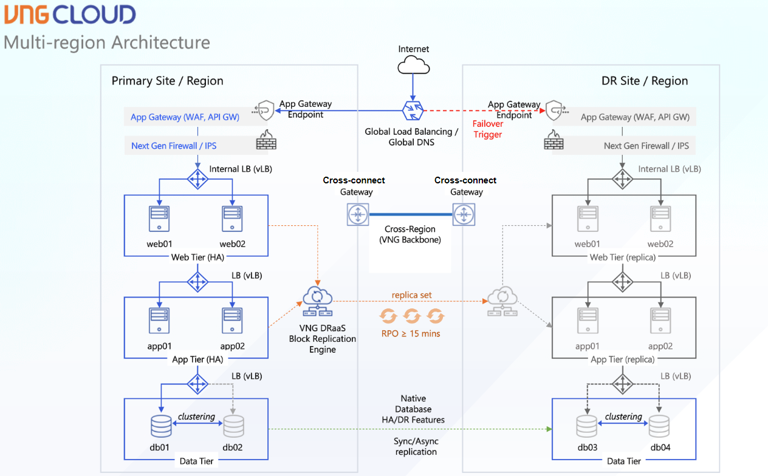 VNG CLOUD
Multi-region Architecture
Internet
Primary Site / Region
DR Site / Region
App Gateway (WAF, API GW)
App Gateway
Endpoint
Global Load Balancing /
Global DNS
Failover
Trigger
App Gateway
Endpoint
App Gateway (WAF, API GW)
Next Gen Firewall / IPS
Next Gen Firewall / IPS
Internal LB (vLB)
Internal LB (vLB)
Cross-connect
Gateway
Cross-connect
Gateway
Cross-Region
(VNG Backbone)
web01
web02
Web Tier (HA)
web01
web02
Web Tier (replica)
LB (vLB)
LB (vLB)
VNG DRaaS
Block Replication
Engine
replica set
RPO ≥ 15 mins
app01
app02
App Tier (HA)
app01
app02
App Tier (replica)
LB (vLB)
LB (vLB)
clustering
db01
db02
Data Tier
Native
Database
HA/DR Features
Sync/Async
replication
clustering
db03
db04
Data Tier